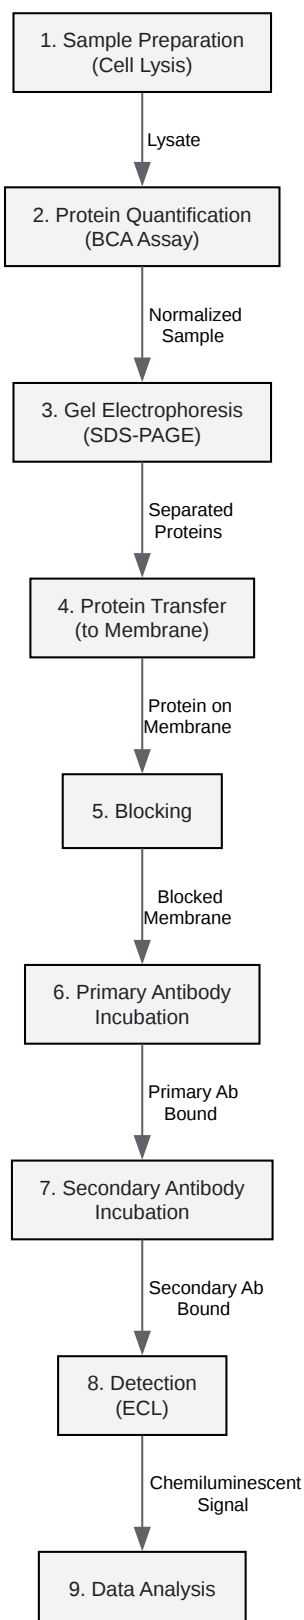 1. Sample Preparation
(Cell Lysis)
Lysate
2. Protein Quantification
(BCA Assay)
Normalized
Sample
3. Gel Electrophoresis
(SDS-PAGE)
Separated
Proteins
4. Protein Transfer
(to Membrane)
Protein on
Membrane
5. Blocking
Blocked
Membrane
6. Primary Antibody
Incubation
Primary Ab
Bound
7. Secondary Antibody
Incubation
Secondary Ab
Bound
8. Detection
(ECL)
Chemiluminescent
Signal
9. Data Analysis